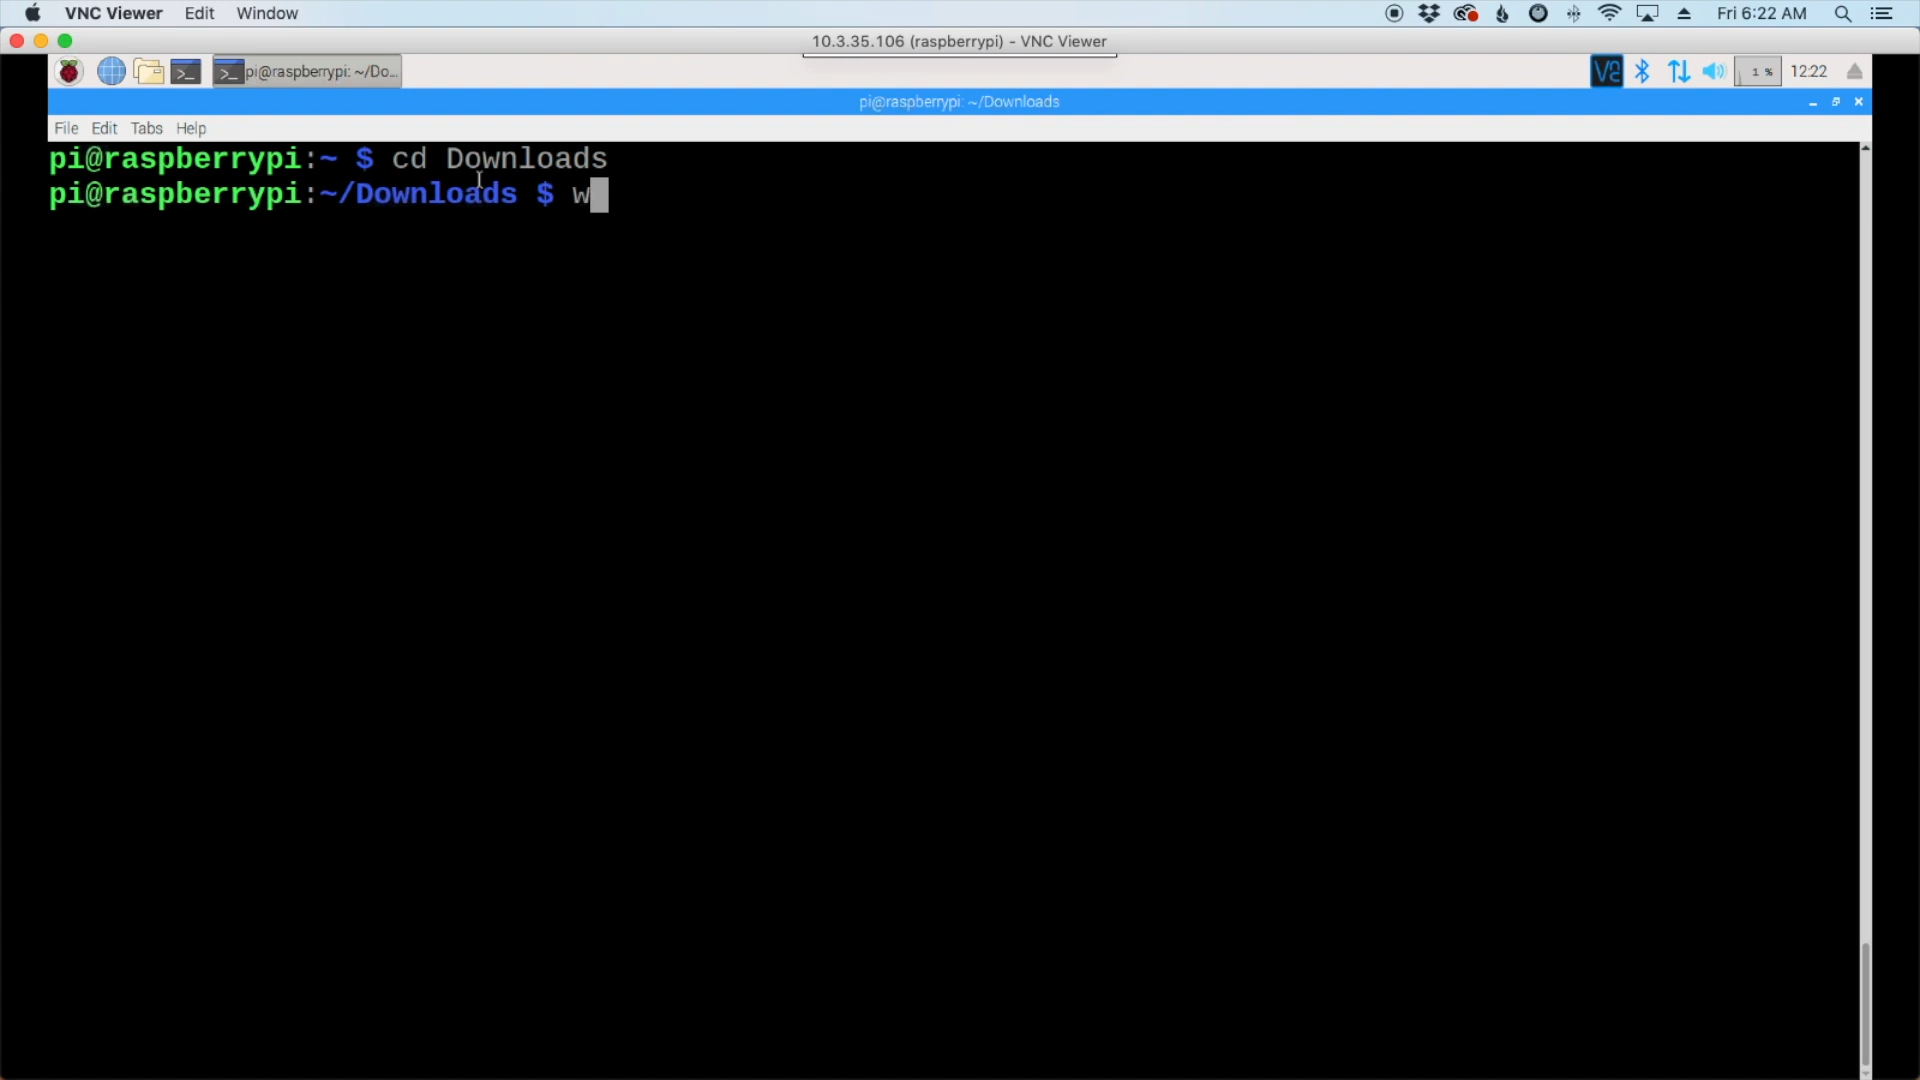 VNC Viewer Edit Window Fri 6:22 AM
10.3.35.106 (raspberrypi) - VNC Viewer
pi@raspberrypi: ~/Do... 1 % 12:22
pi@raspberrypi: ~/Downloads
File Edit Tabs Help
pi@raspberrypi:~ $ cd Downloads
pi@raspberrypi:~/Downloads $ w